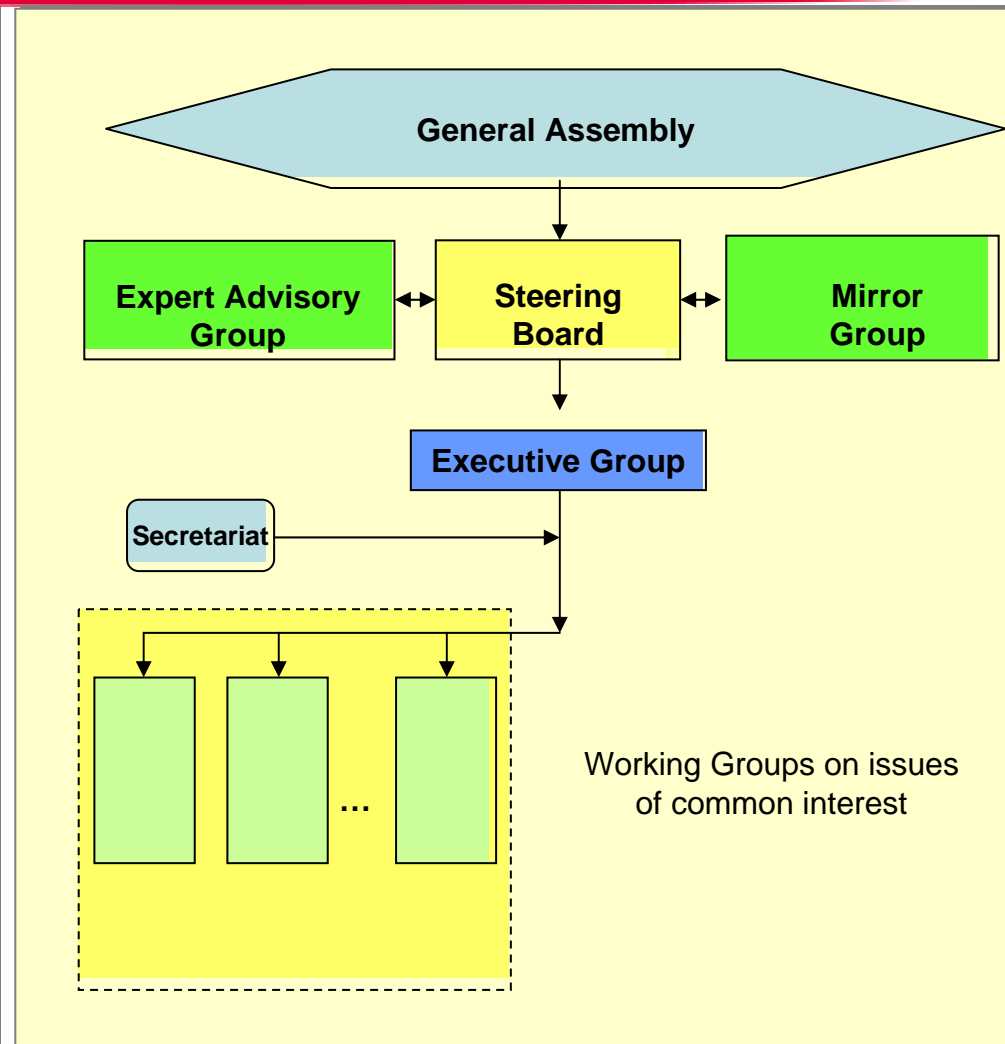 General Assembly
Expert Advisory
Group
Steering
Board
Mirror
Group
Executive Group
Secretariat
...
Working Groups on issues
of common interest